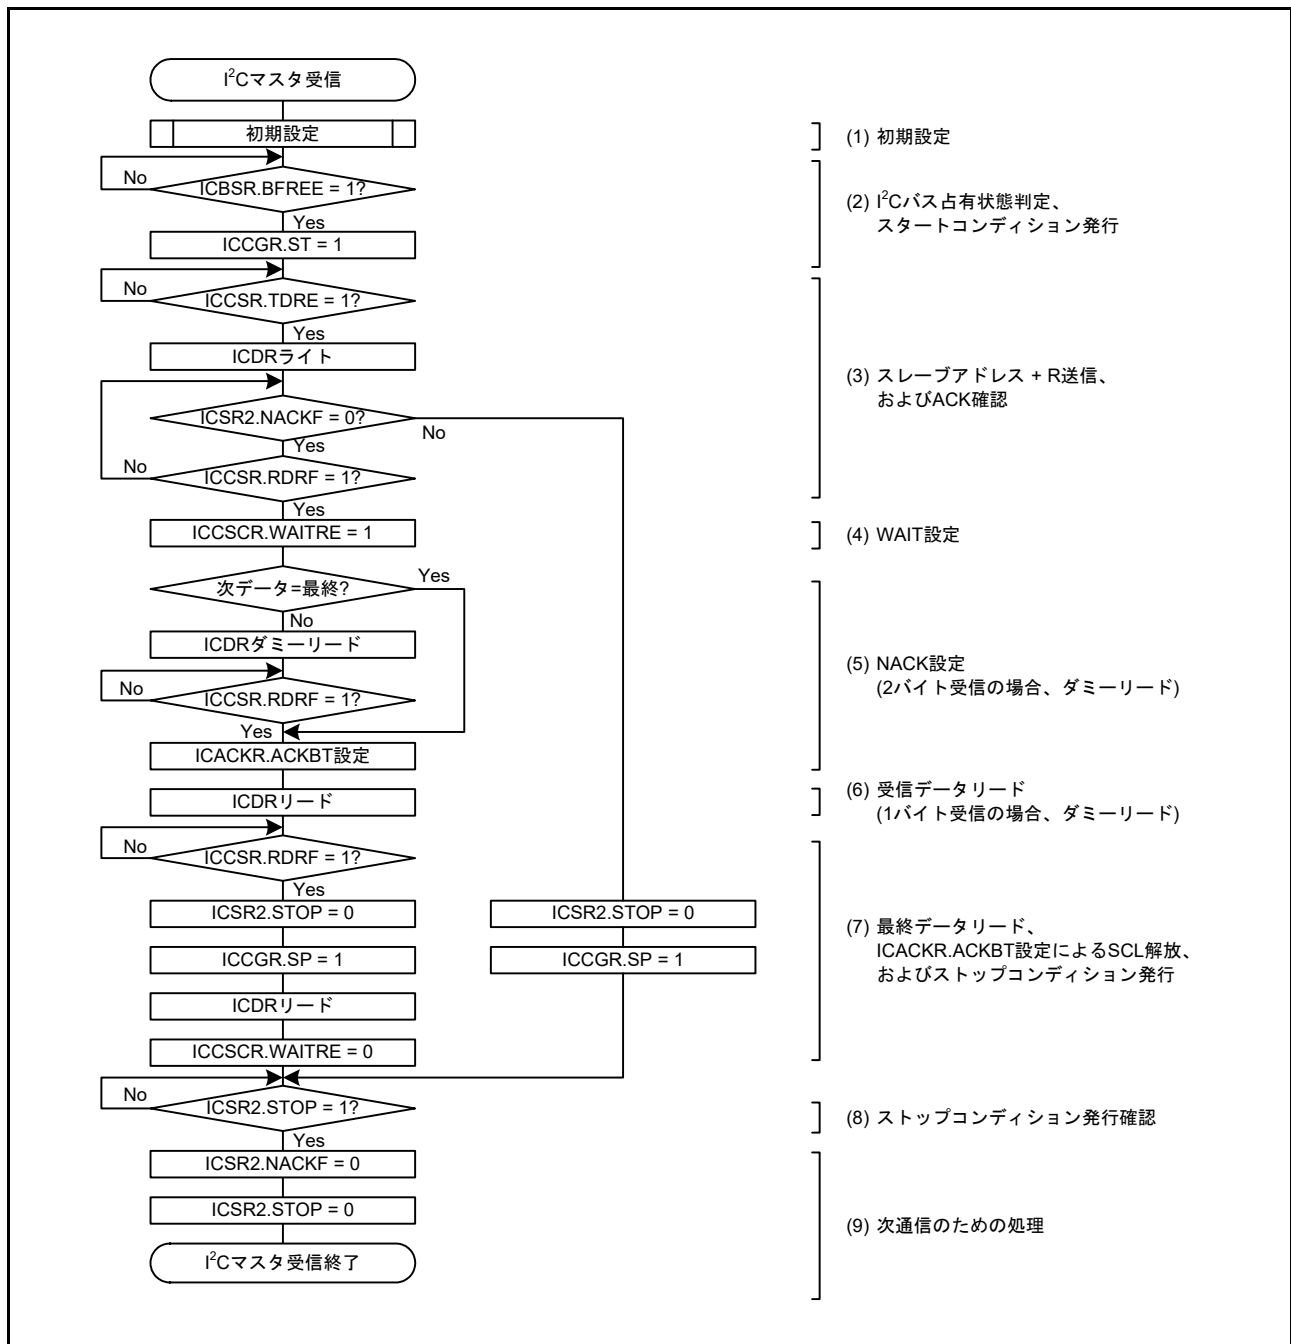 I²Cマスタ受信
初期設定
No
ICBSR.BFREE = 1?
Yes
ICCGR.ST = 1
No
ICCSR.TDRE = 1?
Yes
ICDRライト
ICSR2.NACKF = 0?
No
Yes
No
ICCSR.RDRF = 1?
Yes
ICCSCR.WAITRE = 1
次データ=最終?
Yes
No
ICDRダミーリード
No
ICCSR.RDRF = 1?
Yes
ICACKR.ACKBT設定
ICDRリード
No
ICCSR.RDRF = 1?
Yes
ICSR2.STOP = 0
ICCGR.SP = 1
ICDRリード
ICCSCR.WAITRE = 0
ICSR2.STOP = 0
ICCGR.SP = 1
No
ICSR2.STOP = 1?
Yes
ICSR2.NACKF = 0
ICSR2.STOP = 0
I²Cマスタ受信終了
(1) 初期設定
(2) I²Cバス占有状態判定、
スタートコンディション発行
(3) スレーブアドレス + R送信、
およびACK確認
(4) WAIT設定
(5) NACK設定
(2バイト受信の場合、ダミーリード)
(6) 受信データリード
(1バイト受信の場合、ダミーリード)
(7) 最終データリード、
ICACKR.ACKBT設定によるSCL解放、
およびストップコンディション発行
(8) ストップコンディション発行確認
(9) 次通信のための処理